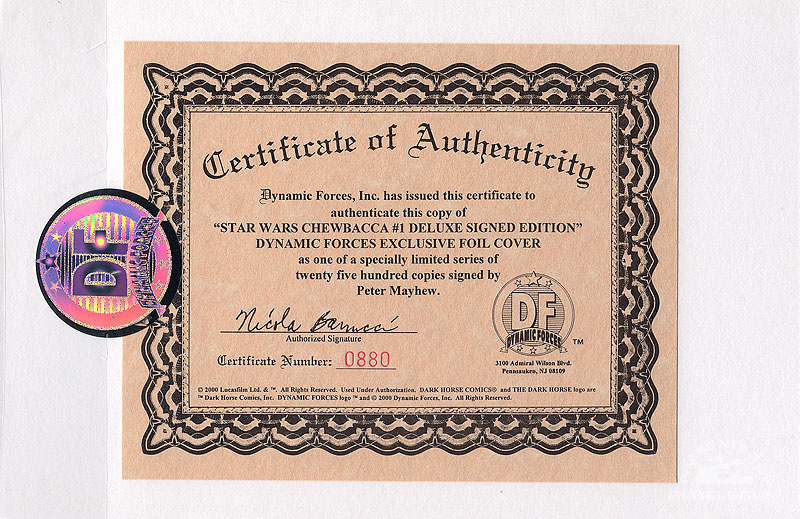 Certificate of Authenticity
Dynamic Forces, Inc. has issued this certificate to
authenticate this copy of
“STAR WARS CHEWBACCA #1 DELUXE SIGNED EDITION”
DYNAMIC FORCES EXCLUSIVE FOIL COVER
as one of a specially limited series of
twenty five hundred copies signed by
Peter Mayhew.
DF
DYNAMIC FORCES
DF
DYNAMIC FORCES
™
Authorized Signature
3100 Admiral Wilson Blvd.
Pennsauken, NJ 08109
Certificate Number: 0880
© 2000 Lucasfilm Ltd. & ™. All Rights Reserved. Used Under Authorization. DARK HORSE COMICS® and THE DARK HORSE logo are
™ Dark Horse Comics, Inc. DYNAMIC FORCES logo ™ and © 2000 Dynamic Forces, Inc. All Rights Reserved.